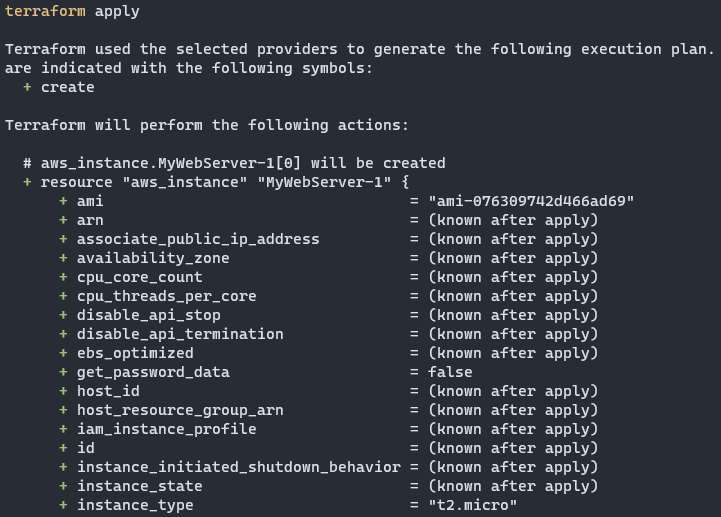 terraform apply
Terraform used the selected providers to generate the following execution plan.
are indicated with the following symbols:
+ create
Terraform will perform the following actions:
# aws_instance.MyWebServer-1[0] will be created
+ resource "aws_instance" "MyWebServer-1" {
+ ami = "ami-076309742d466ad69"
+ arn = (known after apply)
+ associate_public_ip_address = (known after apply)
+ availability_zone = (known after apply)
+ cpu_core_count = (known after apply)
+ cpu_threads_per_core = (known after apply)
+ disable_api_stop = (known after apply)
+ disable_api_termination = (known after apply)
+ ebs_optimized = (known after apply)
+ get_password_data = false
+ host_id = (known after apply)
+ host_resource_group_arn = (known after apply)
+ iam_instance_profile = (known after apply)
+ id = (known after apply)
+ instance_initiated_shutdown_behavior = (known after apply)
+ instance_state = (known after apply)
+ instance_type = "t2.micro"